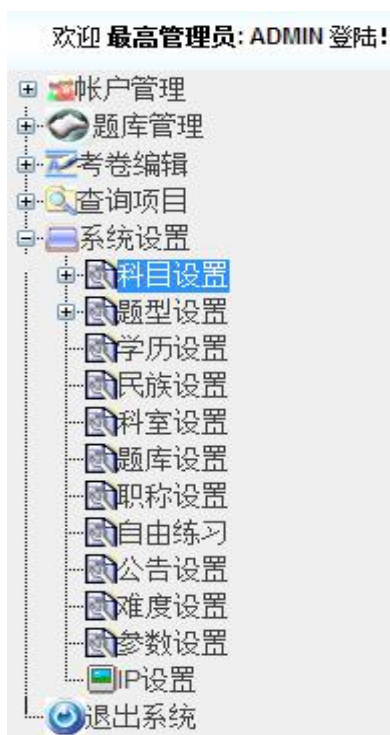 欢迎 最高管理员: ADMIN 登陆!
帐户管理
题库管理
考卷编辑
查询项目
系统设置
科目设置
题型设置
学历设置
民族设置
科室设置
题库设置
职称设置
自由练习
公告设置
难度设置
参数设置
IP设置
退出系统